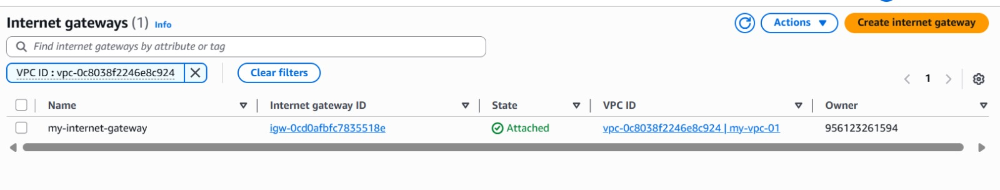 Internet gateways (1) Info
Actions
Create internet gateway
Find internet gateways by attribute or tag
VPC ID : vpc-0c8038f2246e8c924
Clear filters
1
Name Internet gateway ID State VPC ID Owner
my-internet-gateway igw-0cd0afbfc7835518e Attached vpc-0c8038f2246e8c924 | my-vpc-01 956123261594